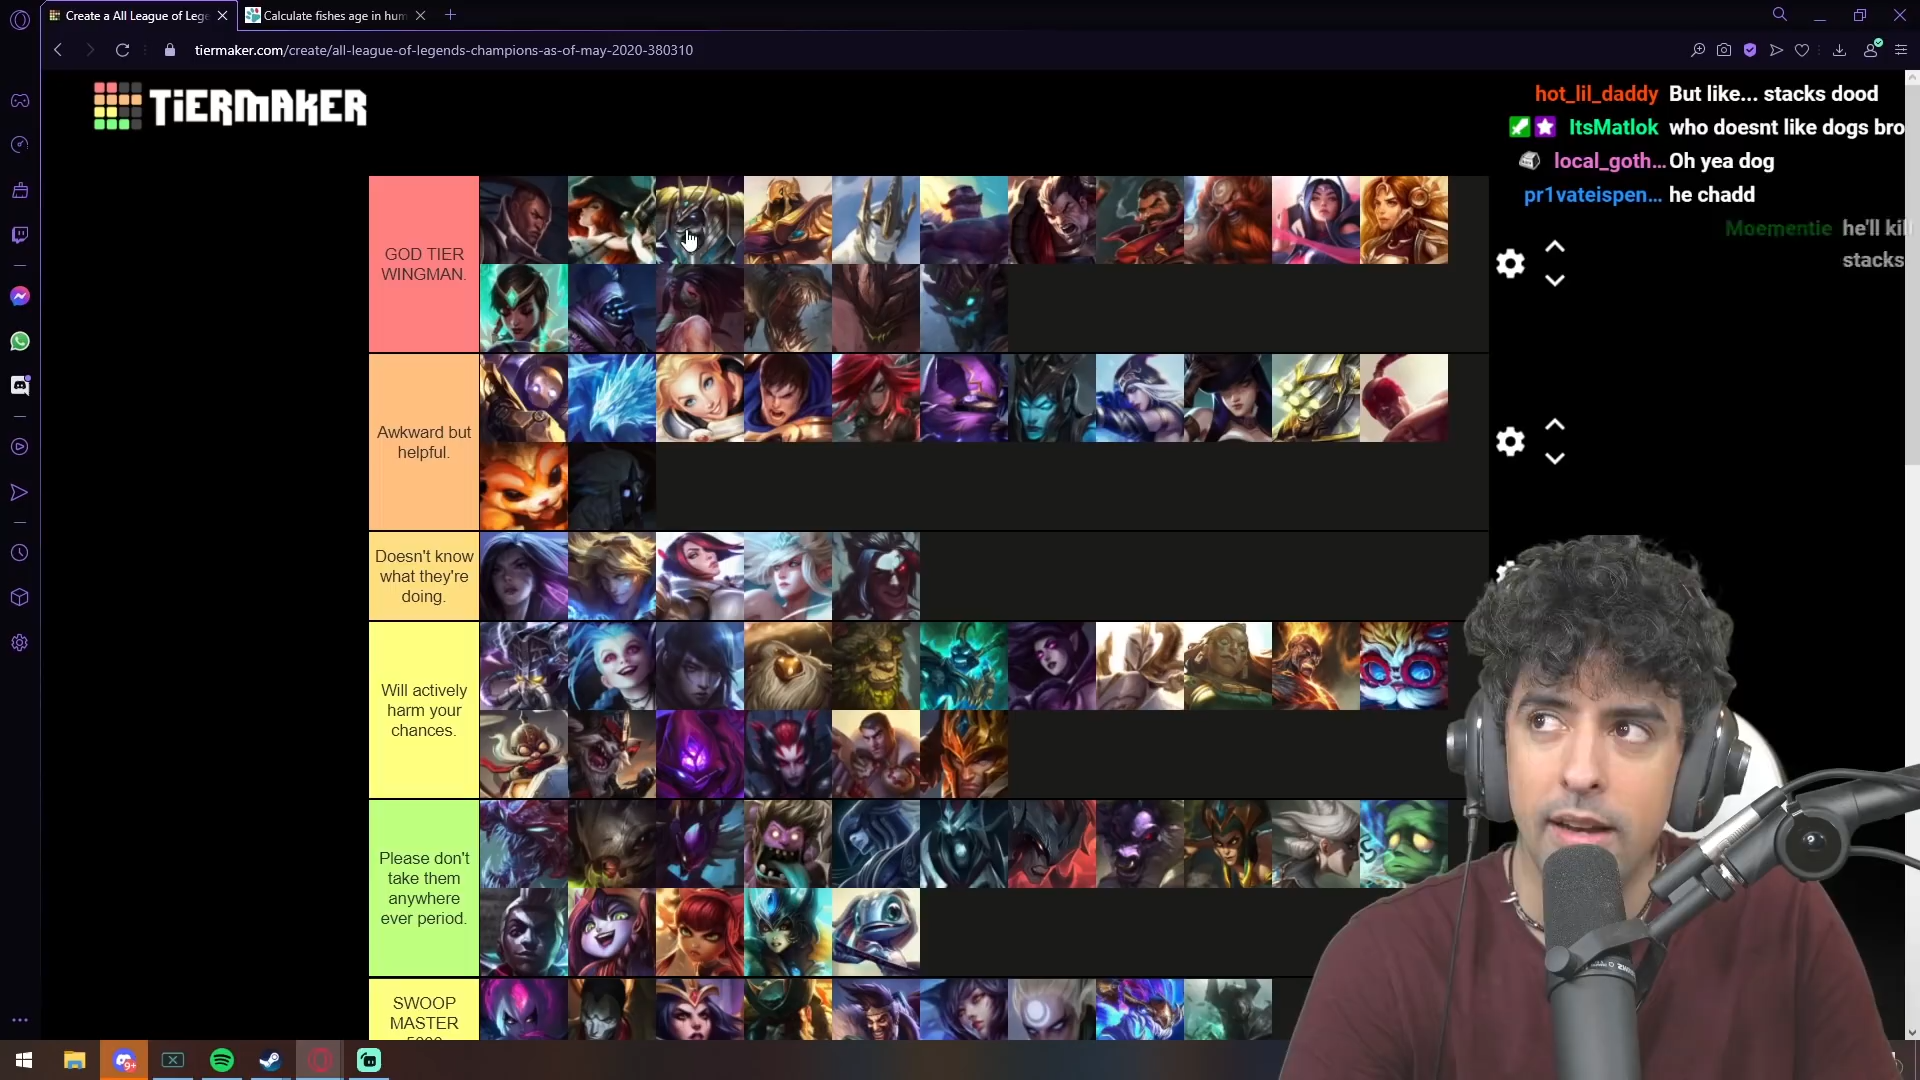 Create a All League of Leg
Calculate fishes age in hum
tiermaker.com/create/all-league-of-legends-champions-as-of-may-2020-380310
TiERMAKER
hot_lil_daddy But like... stacks dood
ItsMatlok who doesnt like dogs bro
local_goth... Oh yea dog
pr1vateispen... he chadd
Moementie he'll kill
stacks
GOD TIER
WINGMAN.
Awkward but
helpful.
Doesn't know
what they're
doing.
Will actively
harm your
chances.
Please don't
take them
anywhere
ever period.
SWOOP
MASTER
9+